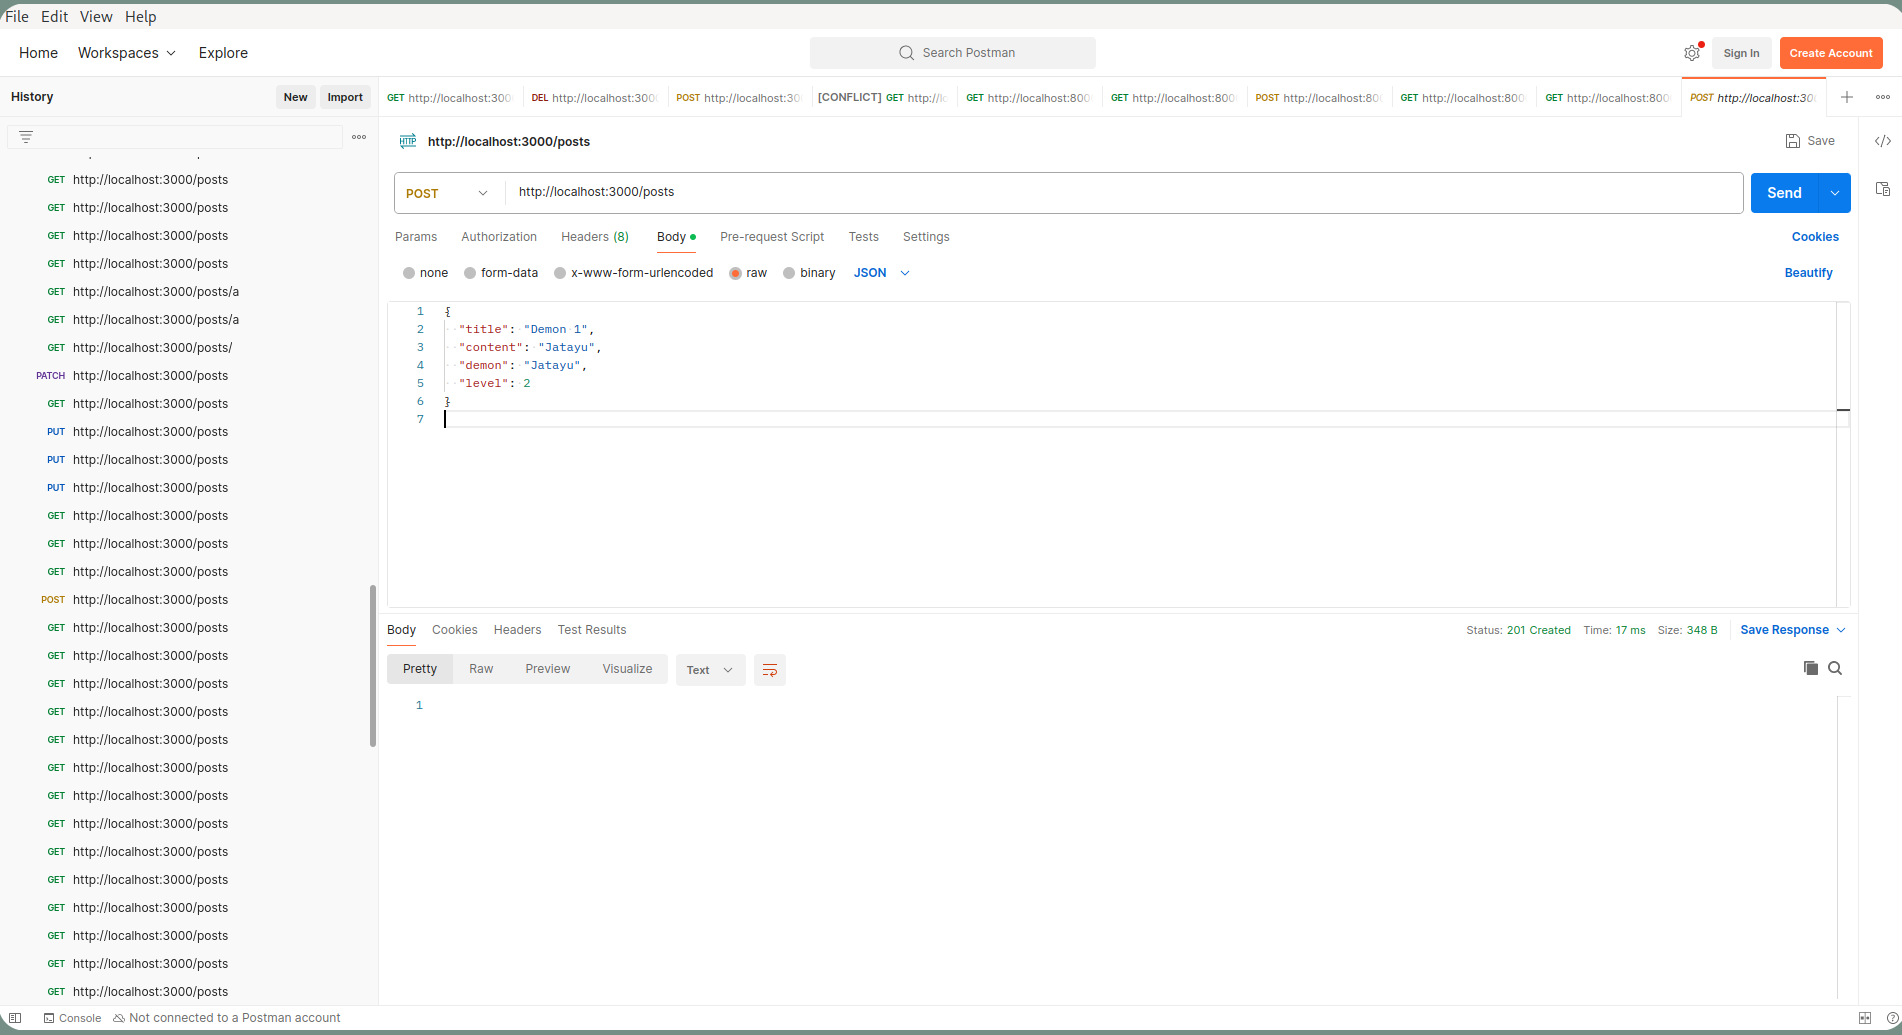 File Edit View Help
Home Workspaces Explore Search Postman Sign In Create Account
History New Import
GET http://localhost:300 DEL http://localhost:300 POST http://localhost:30 [CONFLICT] GET http://lo GET http://localhost:800 GET http://localhost:800 POST http://localhost:80 GET http://localhost:800 GET http://localhost:800 POST http://localhost:30
GET http://localhost:3000/posts
GET http://localhost:3000/posts
GET http://localhost:3000/posts
GET http://localhost:3000/posts
GET http://localhost:3000/posts/a
GET http://localhost:3000/posts/a
GET http://localhost:3000/posts/
PATCH http://localhost:3000/posts
GET http://localhost:3000/posts
PUT http://localhost:3000/posts
PUT http://localhost:3000/posts
PUT http://localhost:3000/posts
GET http://localhost:3000/posts
GET http://localhost:3000/posts
GET http://localhost:3000/posts
POST http://localhost:3000/posts
GET http://localhost:3000/posts
GET http://localhost:3000/posts
GET http://localhost:3000/posts
GET http://localhost:3000/posts
GET http://localhost:3000/posts
GET http://localhost:3000/posts
GET http://localhost:3000/posts
GET http://localhost:3000/posts
GET http://localhost:3000/posts
GET http://localhost:3000/posts
GET http://localhost:3000/posts
GET http://localhost:3000/posts
GET http://localhost:3000/posts
GET http://localhost:3000/posts
HTTP http://localhost:3000/posts Save
POST http://localhost:3000/posts Send
Params Authorization Headers (8) Body Pre-request Script Tests Settings Cookies
none form-data x-www-form-urlencoded raw binary JSON Beautify
1 {
2 "title": "Demon 1",
3 "content": "Jatayu",
4 "demon": "Jatayu",
5 "level": 2
6 }
7
Body Cookies Headers Test Results Status: 201 Created Time: 17 ms Size: 348 B Save Response
Pretty Raw Preview Visualize Text
1
Console Not connected to a Postman account